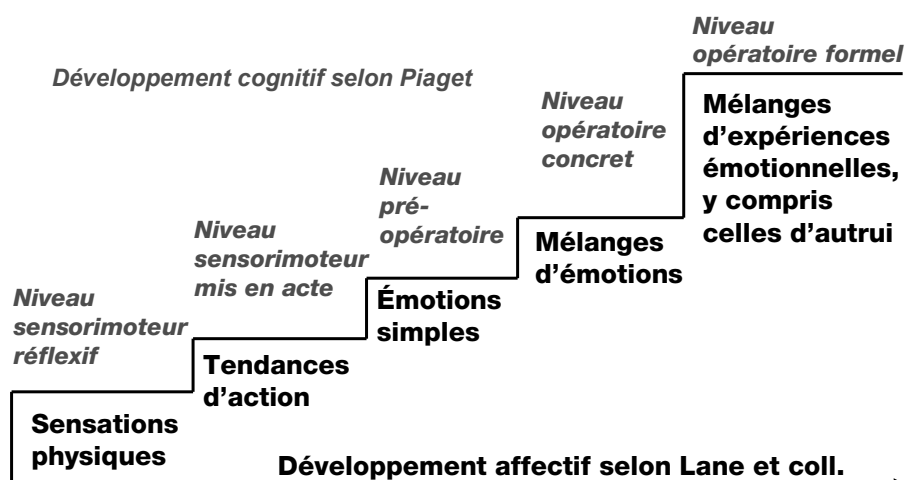 Niveau
opératoire formel
Développement cognitif selon Piaget
Niveau
opératoire
concret
Mélanges
d'expériences
émotionnelles,
y compris
celles d'autrui
Niveau
pré-
opératoire
Niveau
sensorimoteur
mis en acte
Mélanges
d'émotions
Niveau
sensorimoteur
réflexif
Émotions
simples
Tendances
d'action
Sensations
physiques
Développement affectif selon Lane et coll.